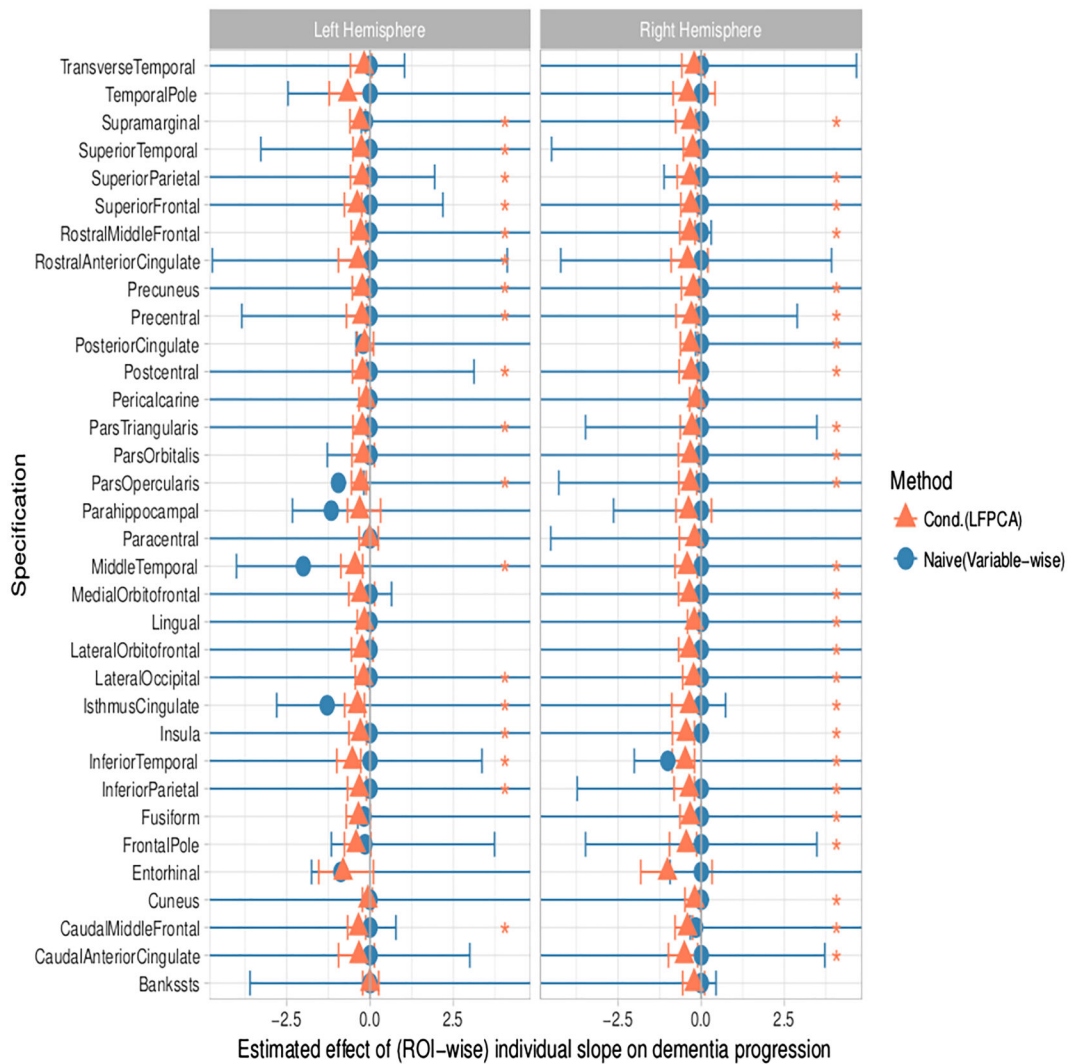 Left Hemisphere
Right Hemisphere
TransverseTemporal
TemporalPole
Supramarginal
SuperiorTemporal
SuperiorParietal
SuperiorFrontal
RostralMiddleFrontal
RostralAnteriorCingulate
Precuneus
Precentral
PosteriorCingulate
Postcentral
Pericalcarine
ParsTriangularis
ParsOrbitalis
ParsOpercularis
Parahippocampal
Paracentral
MiddleTemporal
MedialOrbitofrontal
Lingual
LateralOrbitofrontal
LateralOccipital
IsthmusCingulate
Insula
InferiorTemporal
InferiorParietal
Fusiform
FrontalPole
Entorhinal
Cuneus
CaudalMiddleFrontal
CaudalAnteriorCingulate
Bankssts
Specification
−2.5 0.0 2.5
−2.5 0.0 2.5
Estimated effect of (ROI−wise) individual slope on dementia progression
Method
Cond.(LFPCA)
Naive(Variable−wise)